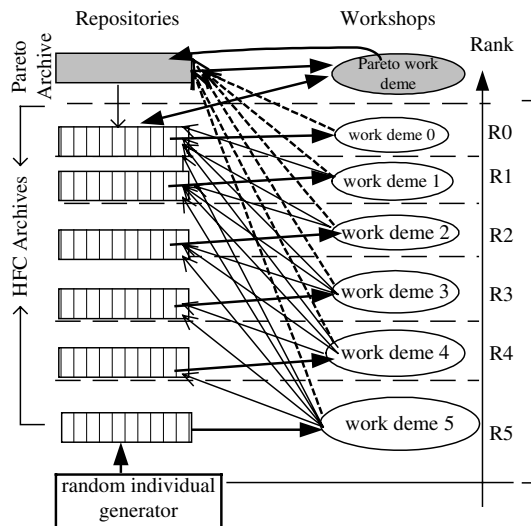 Repositories
Workshops
Rank
Pareto
Archive
Pareto work
deme
HFC Archives
work deme 0
R0
work deme 1
R1
work deme 2
R2
work deme 3
R3
work deme 4
R4
work deme 5
R5
random individual
generator